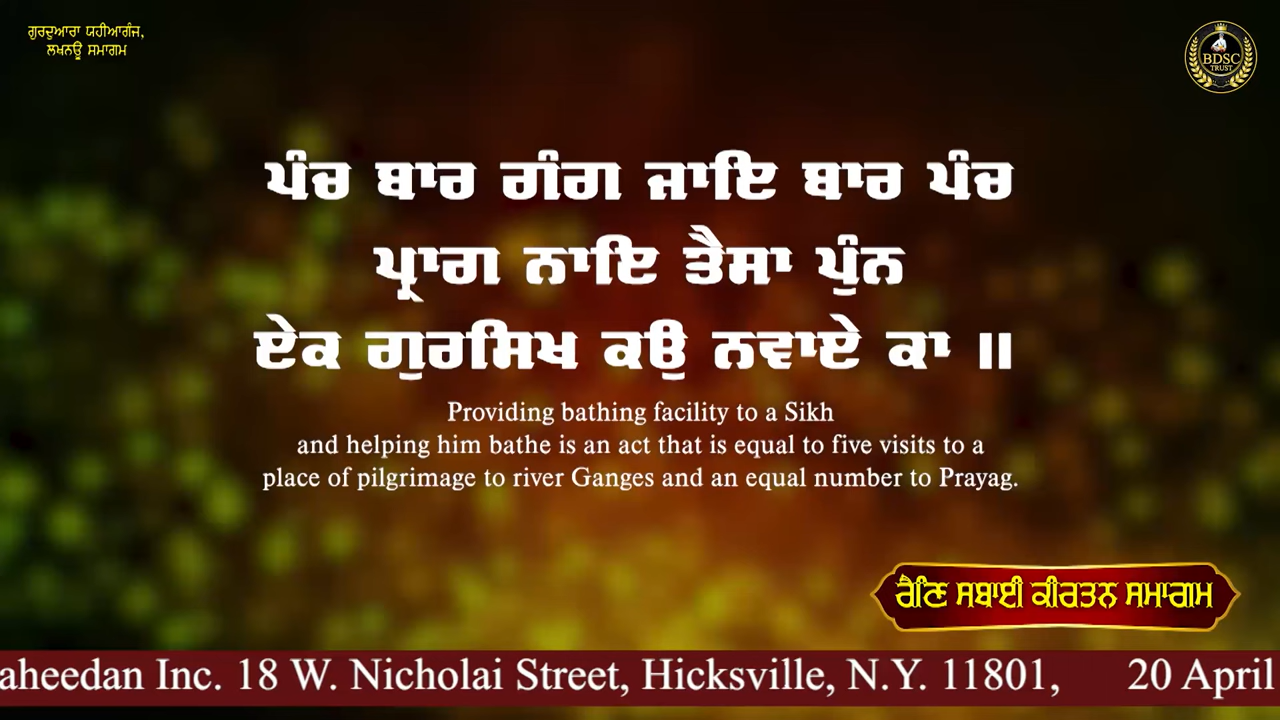 ਗੁਰਦੁਆਰਾ ਯਹੀਆਗੰਜ,
ਲਖਨਊ ਸਮਾਗਮ
BDSC
TRUST
ਪੰਚ ਬਾਰ ਗੰਗ ਜਾਇ ਬਾਰ ਪੰਚ
ਪ੍ਰਾਗ ਨਾਇ ਤੈਸਾ ਪੁੰਨ
ਏਕ ਗੁਰਸਿਖ ਕਉ ਨਵਾਏ ਕਾ ॥
Providing bathing facility to a Sikh
and helping him bathe is an act that is equal to five visits to a
place of pilgrimage to river Ganges and an equal number to Prayag.
ਰੈਣਿ ਸਬਾਈ ਕੀਰਤਨ ਸਮਾਗਮ
aheedan Inc. 18 W. Nicholai Street, Hicksville, N.Y. 11801, 20 April